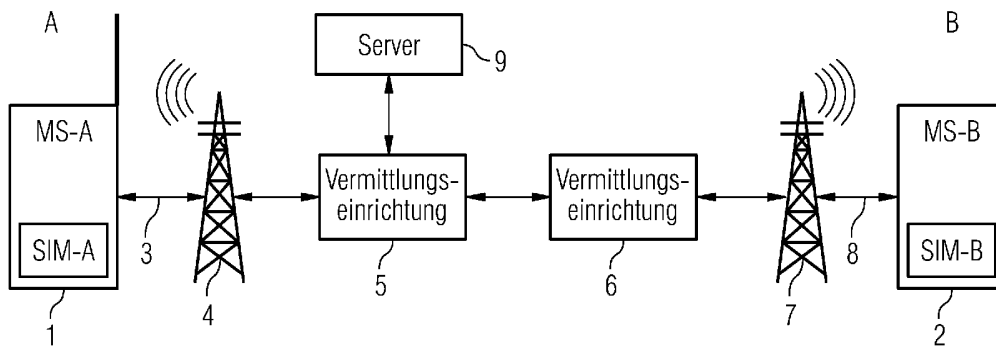 A
B
Server
9
MS-A
MS-B
Vermittlungs-
einrichtung
Vermittlungs-
einrichtung
SIM-A
3
8
SIM-B
1
4
5
6
7
2